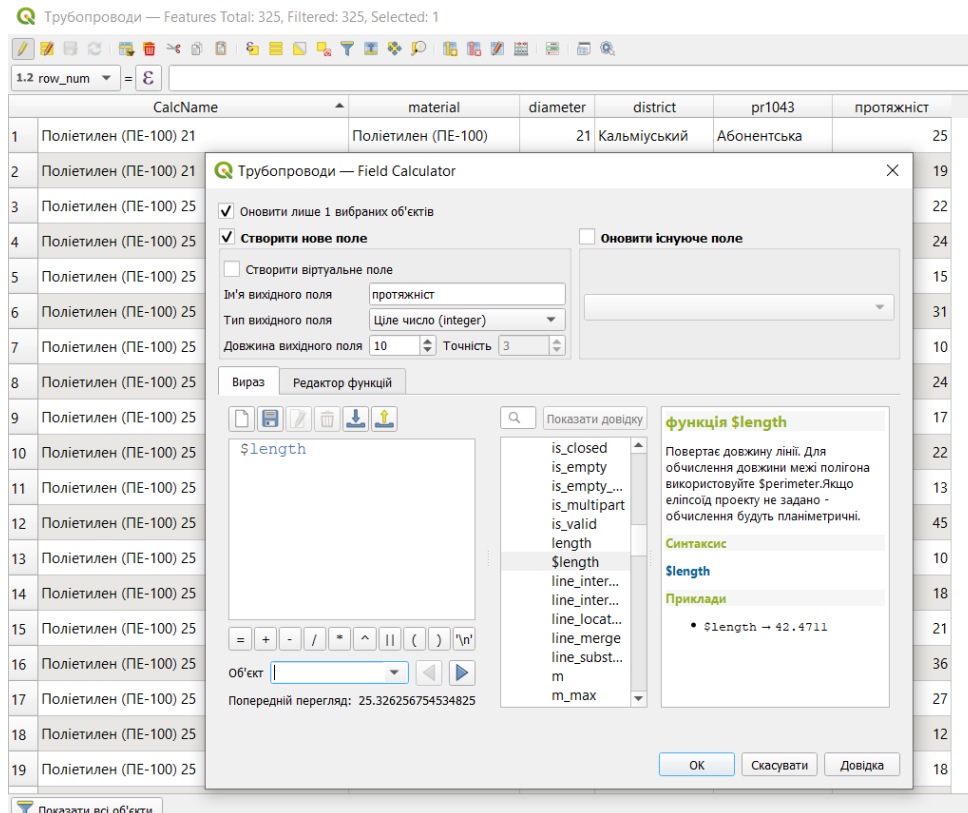 Трубопроводи — Features Total: 325, Filtered: 325, Selected: 1
1.2 row_num = ε
CalcName material diameter district pr1043 протяжніст
1 Поліетилен (ПЕ-100) 21 Поліетилен (ПЕ-100) 21 Кальміуський Абонентська 25
2 Поліетилен (ПЕ-100) 21 19
3 Поліетилен (ПЕ-100) 25 22
4 Поліетилен (ПЕ-100) 25 24
5 Поліетилен (ПЕ-100) 25 15
6 Поліетилен (ПЕ-100) 25 31
7 Поліетилен (ПЕ-100) 25 10
8 Поліетилен (ПЕ-100) 25 24
9 Поліетилен (ПЕ-100) 25 17
10 Поліетилен (ПЕ-100) 25 22
11 Поліетилен (ПЕ-100) 25 13
12 Поліетилен (ПЕ-100) 25 45
13 Поліетилен (ПЕ-100) 25 10
14 Поліетилен (ПЕ-100) 25 18
15 Поліетилен (ПЕ-100) 25 21
16 Поліетилен (ПЕ-100) 25 36
17 Поліетилен (ПЕ-100) 25 27
18 Поліетилен (ПЕ-100) 25 12
19 Поліетилен (ПЕ-100) 25 18
Показати всі об'єкти
Трубопроводи — Field Calculator
Оновити лише 1 вибраних об'єктів
Створити нове поле
Оновити існуюче поле
Створити віртуальне поле
Ім'я вихідного поля протяжніст
Тип вихідного поля Ціле число (integer)
Довжина вихідного поля 10 Точність 3
Вираз Редактор функцій
$length
= + - / * ^ || ( ) '\n'
Об'єкт
Попередній перегляд: 25.326256754534825
Показати довідку
is_closed
is_empty
is_empty_...
is_multipart
is_valid
length
$length
line_inter...
line_inter...
line_locat...
line_merge
line_subst...
m
m_max
функція $length
Повертає довжину лінії. Для
обчислення довжини межі полігона
використовуйте $perimeter.Якщо
еліпсоїд проекту не задано -
обчислення будуть планіметричні.
Синтаксис
$length
Приклади
• $length → 42.4711
ОК Скасувати Довідка